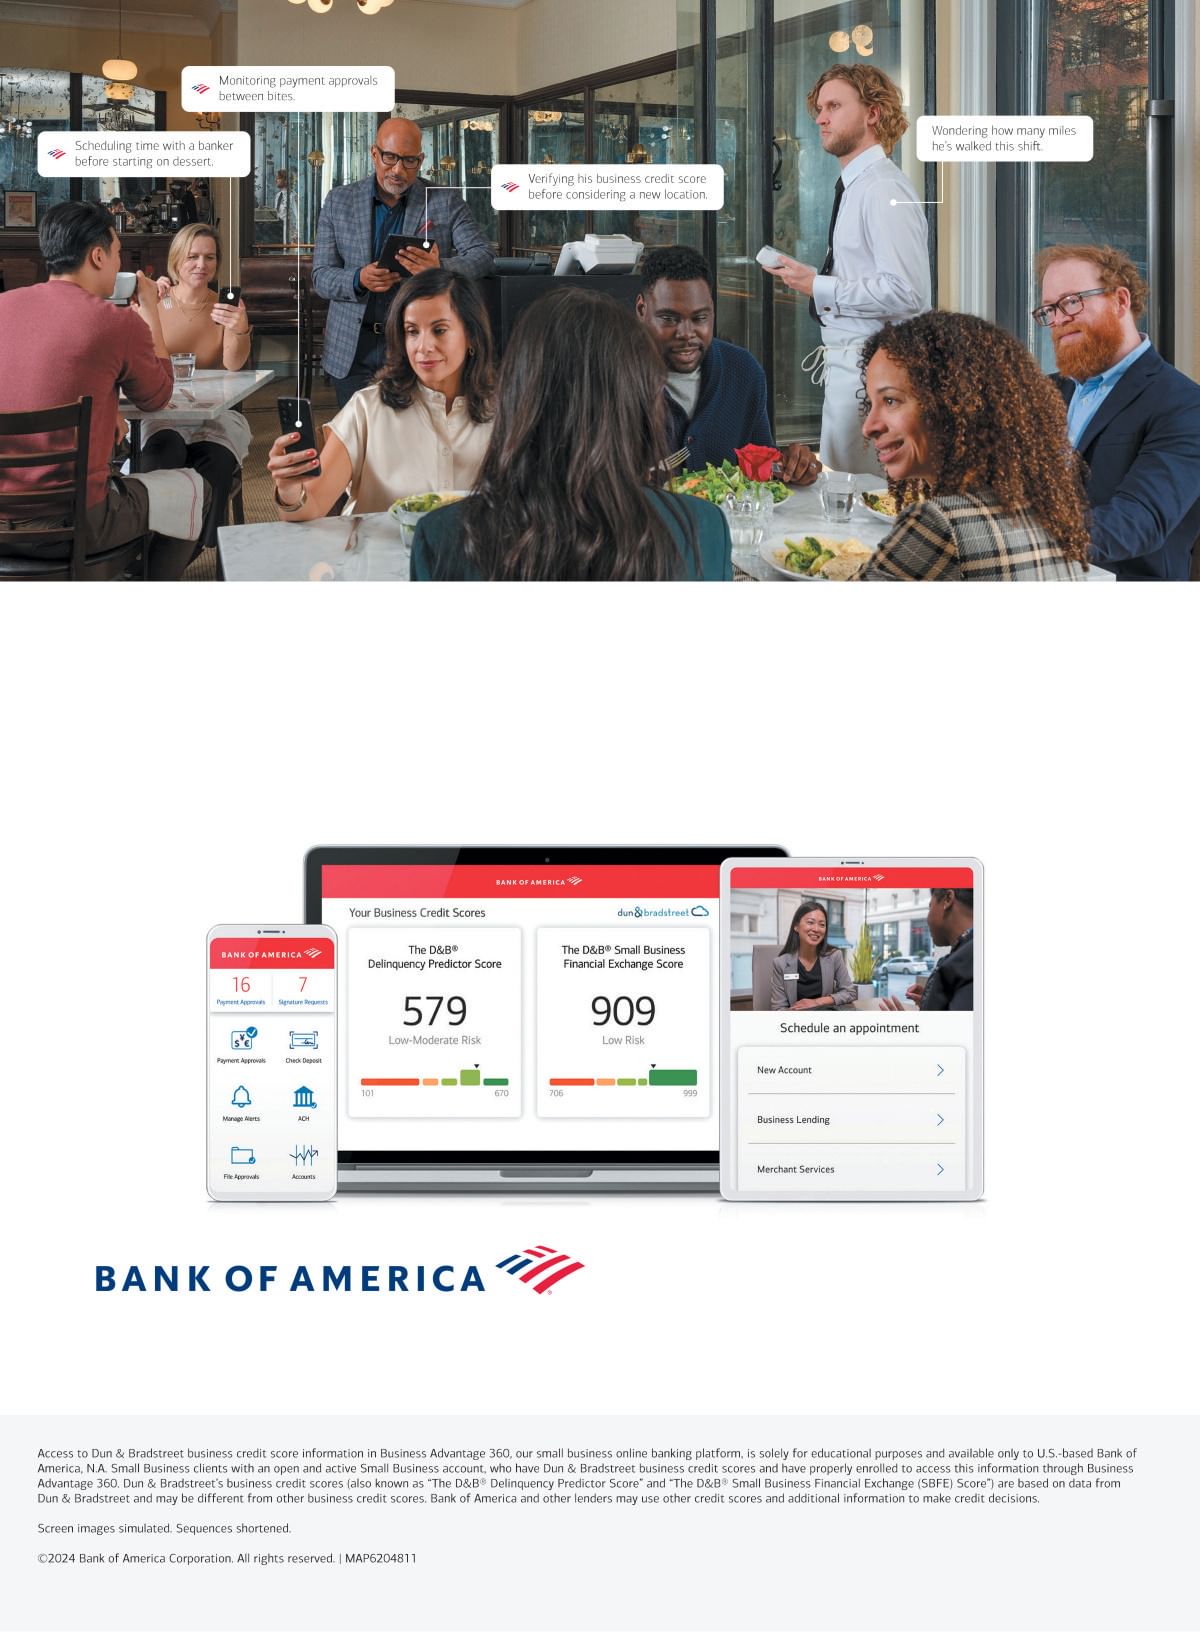 Monitoring payment approvals
between bites.
Scheduling time with a banker
before starting on dessert.
Verifying his business credit score
before considering a new location.
Wondering how many miles
he's walked this shift.
BANK OF AMERICA
16
7
Payment Approvals
Signature Requests
Payment Approvals
Check Deposit
Manage Alerts
ACH
File Approvals
Accounts
BANK OF AMERICA
Your Business Credit Scores
dun&bradstreet
The D&B®
Delinquency Predictor Score
579
Low-Moderate Risk
101
670
The D&B® Small Business
Financial Exchange Score
909
Low Risk
706
999
BANK OF AMERICA
Schedule an appointment
New Account
Business Lending
Merchant Services
BANK OF AMERICA
Access to Dun & Bradstreet business credit score information in Business Advantage 360, our small business online banking platform, is solely for educational purposes and available only to U.S.-based Bank of
America, N.A. Small Business clients with an open and active Small Business account, who have Dun & Bradstreet business credit scores and have properly enrolled to access this information through Business
Advantage 360. Dun & Bradstreet's business credit scores (also known as “The D&B® Delinquency Predictor Score” and “The D&B® Small Business Financial Exchange (SBFE) Score”) are based on data from
Dun & Bradstreet and may be different from other business credit scores. Bank of America and other lenders may use other credit scores and additional information to make credit decisions.
Screen images simulated. Sequences shortened.
©2024 Bank of America Corporation. All rights reserved. | MAP6204811